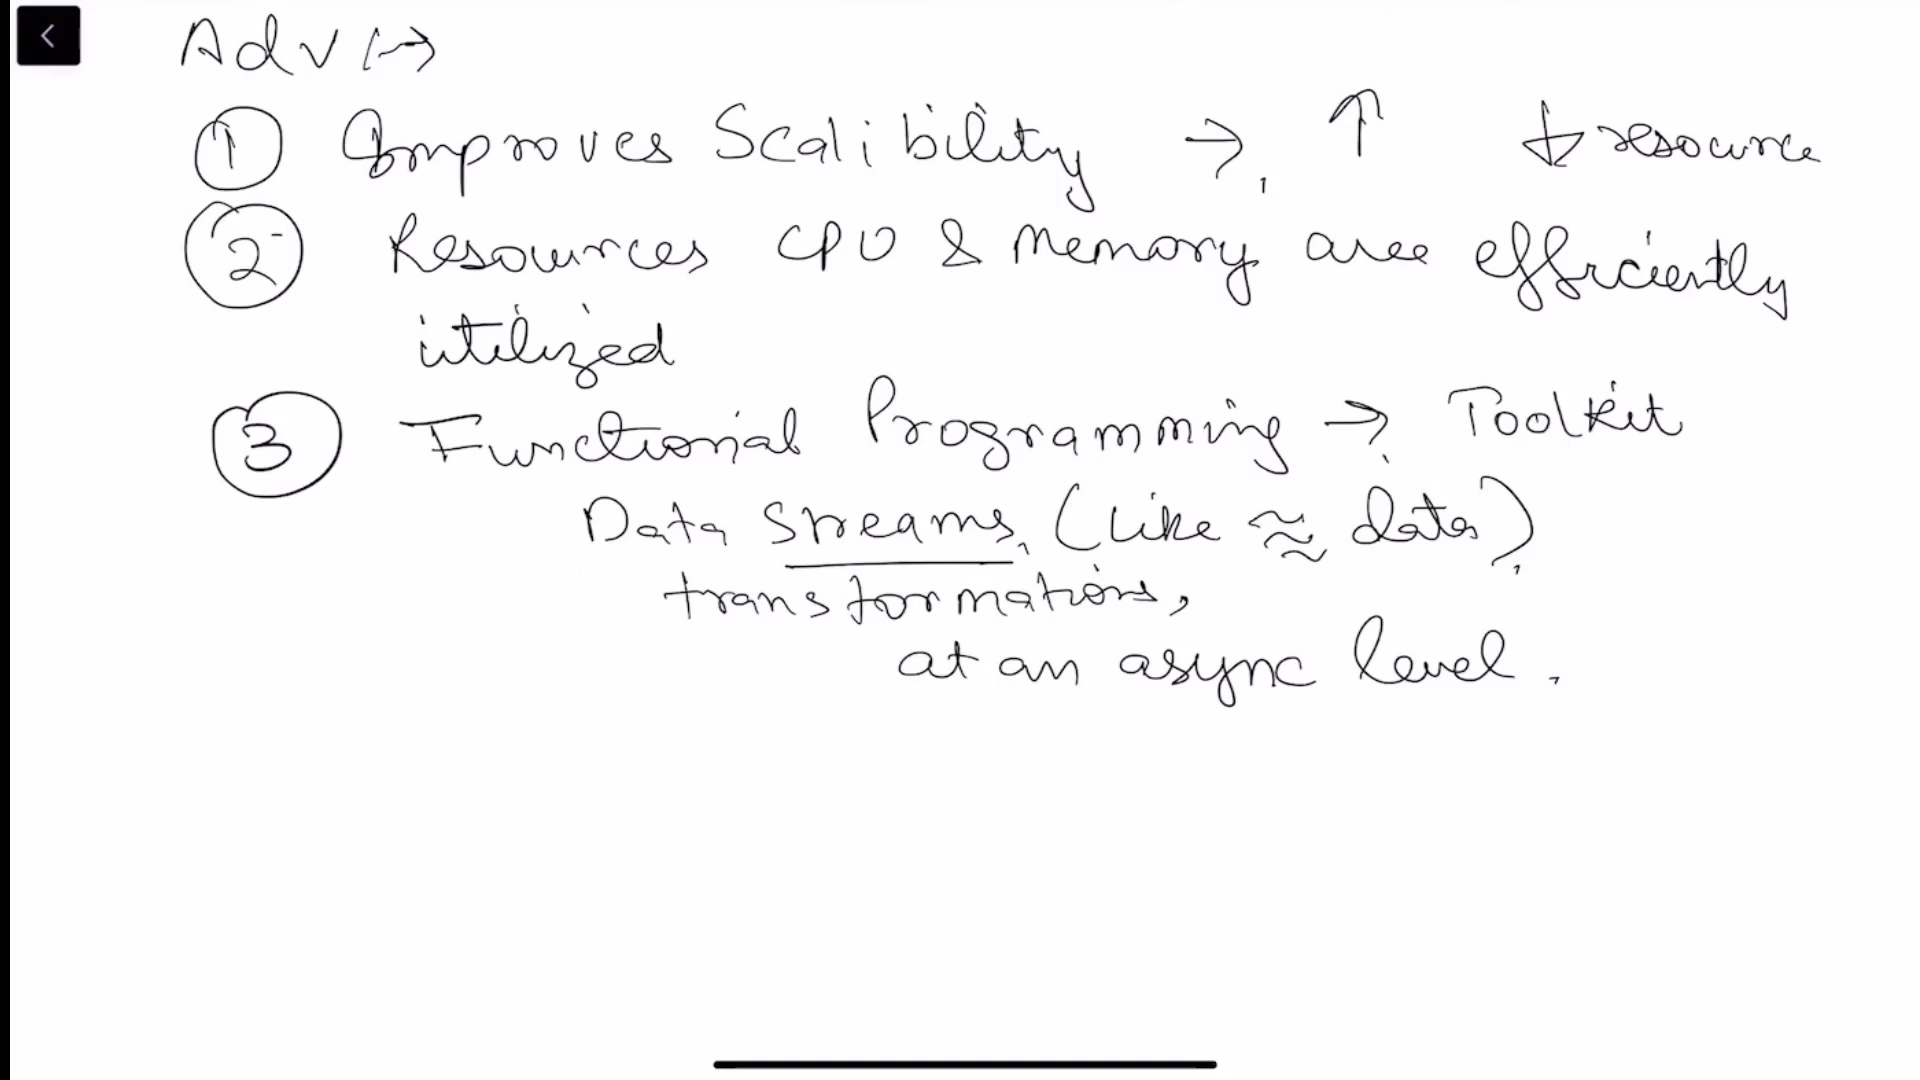 Adv :→
① Improves Scalibility → ↑ ↓ resource
② Resources CPU & Memory are efficiently
utilized
③ Functional Programming → Toolkit
Data Streams, (like ≈ data)
transformations,
at an async level.